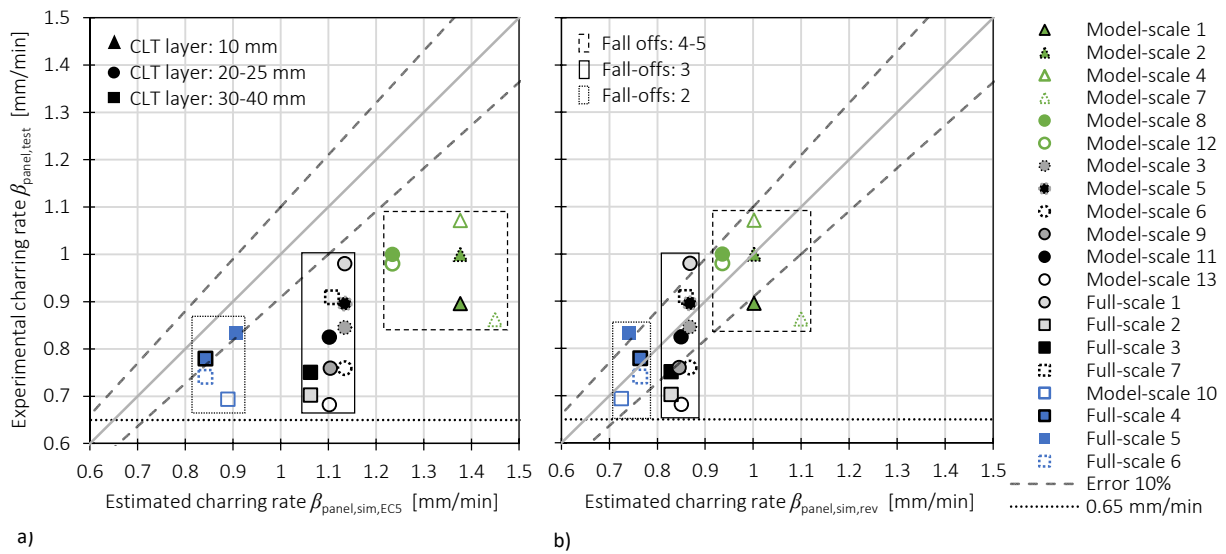 Experimental charring rate βpanel,test [mm/min]
1.5
1.4
1.3
1.2
1.1
1
0.9
0.8
0.7
0.6
CLT layer: 10 mm
CLT layer: 20-25 mm
CLT layer: 30-40 mm
0.6 0.7 0.8 0.9 1 1.1 1.2 1.3 1.4 1.5
Estimated charring rate βpanel,sim,EC5 [mm/min]
a)
Fall offs: 4-5
Fall-offs: 3
Fall-offs: 2
0.6 0.7 0.8 0.9 1 1.1 1.2 1.3 1.4 1.5
Estimated charring rate βpanel,sim,rev [mm/min]
b)
Model-scale 1
Model-scale 2
Model-scale 4
Model-scale 7
Model-scale 8
Model-scale 12
Model-scale 3
Model-scale 5
Model-scale 6
Model-scale 9
Model-scale 11
Model-scale 13
Full-scale 1
Full-scale 2
Full-scale 3
Full-scale 7
Model-scale 10
Full-scale 4
Full-scale 5
Full-scale 6
Error 10%
0.65 mm/min